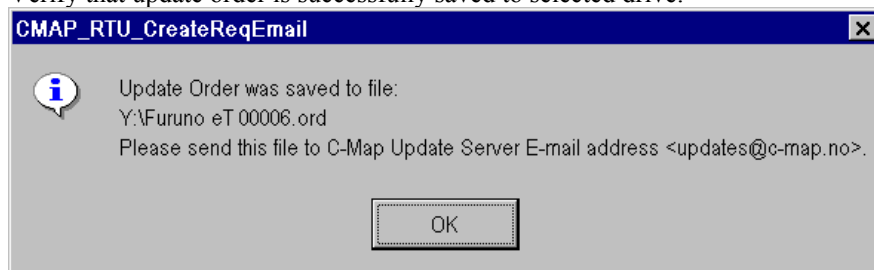 Verify that update order is successfully saved to selected drive.
CMAP_RTU_CreateReqEmail
Update Order was saved to file:
Y:\Furuno eT 00006.ord
Please send this file to C-Map Update Server E-mail address <updates@c-map.no>.
OK